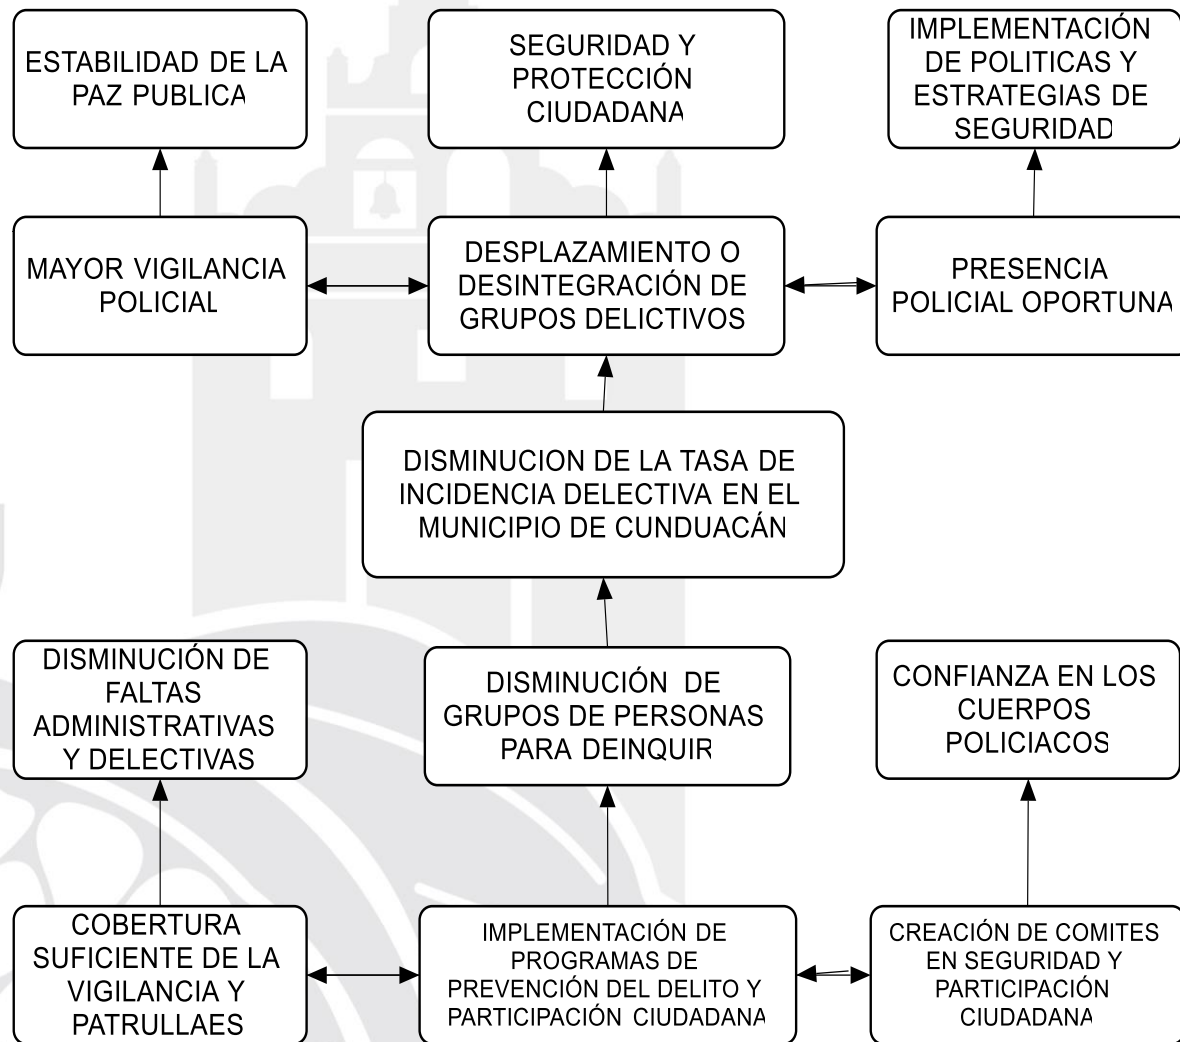 ESTABILIDAD DE LA
PAZ PUBLICA
SEGURIDAD Y
PROTECCIÓN
CIUDADANA
IMPLEMENTACIÓN
DE POLITICAS Y
ESTRATEGIAS DE
SEGURIDAD
MAYOR VIGILANCIA
POLICIAL
DESPLAZAMIENTO O
DESINTEGRACIÓN DE
GRUPOS DELICTIVOS
PRESENCIA
POLICIAL OPORTUNA
DISMINUCION DE LA TASA DE
INCIDENCIA DELECTIVA EN EL
MUNICIPIO DE CUNDUACÁN
DISMINUCIÓN DE
FALTAS
ADMINISTRATIVAS
Y DELECTIVAS
DISMINUCIÓN DE
GRUPOS DE PERSONAS
PARA DEINQUIR
CONFIANZA EN LOS
CUERPOS
POLICIACOS
COBERTURA
SUFICIENTE DE LA
VIGILANCIA Y
PATRULLAES
IMPLEMENTACIÓN DE
PROGRAMAS DE
PREVENCIÓN DEL DELITO Y
PARTICIPACIÓN CIUDADANA
CREACIÓN DE COMITES
EN SEGURIDAD Y
PARTICIPACIÓN
CIUDADANA